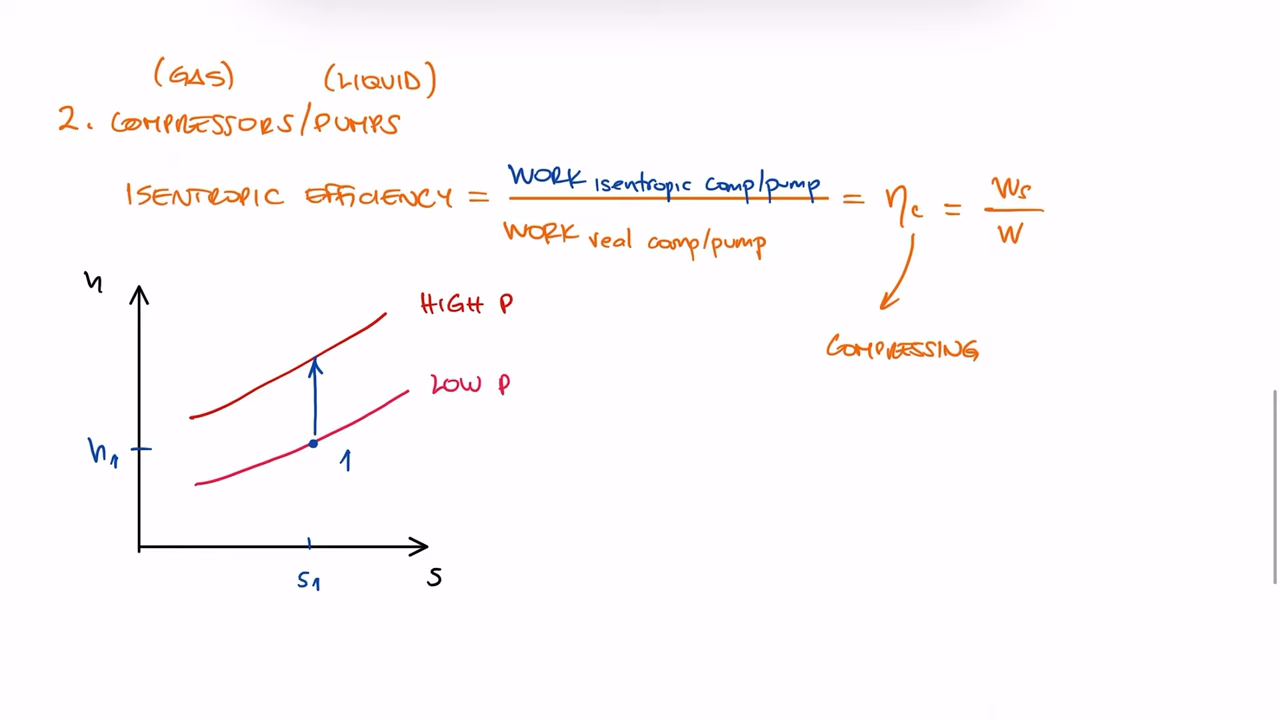 (GAS) (LIQUID)
2. COMPRESSORS/PUMPS
ISENTROPIC EFFICIENCY = WORK isentropic comp/pump / WORK real comp/pump = ηc = Ws / W
COMPRESSING
h
HIGH P
LOW P
h1
1
s1
s